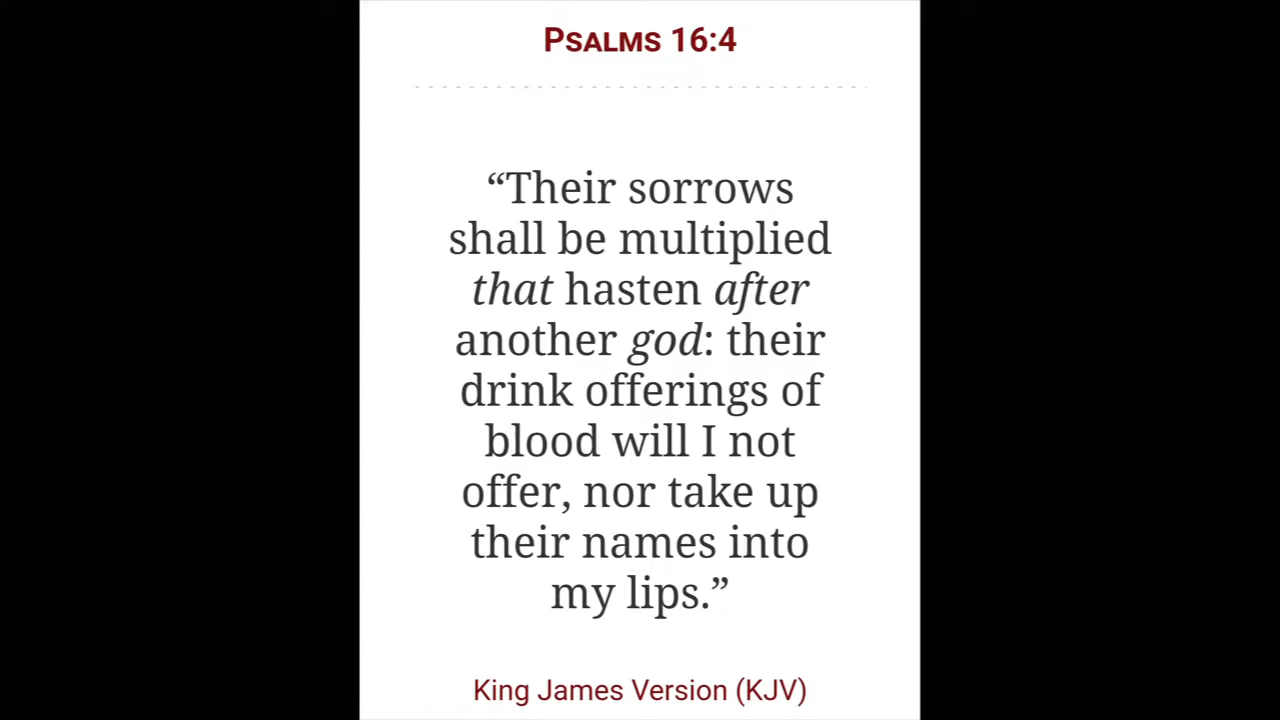 Psalms 16:4
“Their sorrows
shall be multiplied
that hasten after
another god: their
drink offerings of
blood will I not
offer, nor take up
their names into
my lips.”
King James Version (KJV)